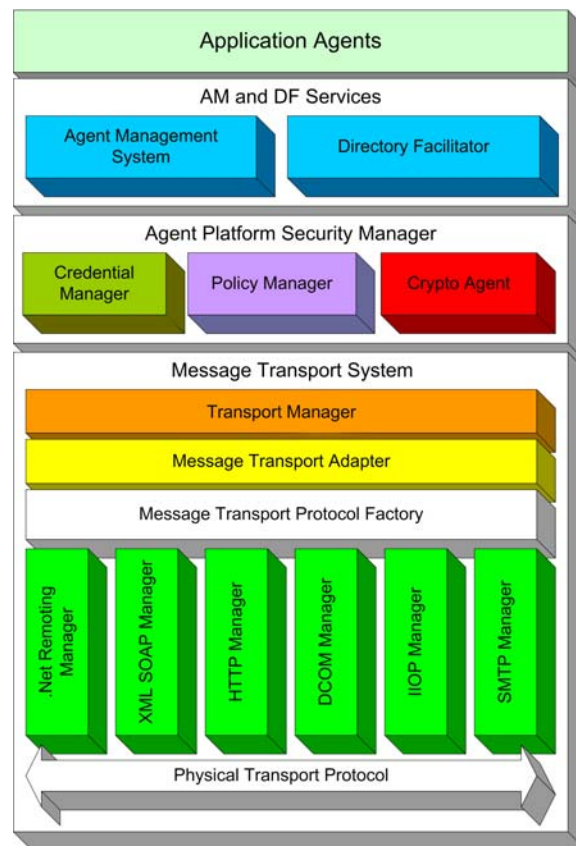 Application Agents
AM and DF Services
Agent Management
System
Directory Facilitator
Agent Platform Security Manager
Credential
Manager
Policy Manager
Crypto Agent
Message Transport System
Transport Manager
Message Transport Adapter
Message Transport Protocol Factory
.Net Remoting
Manager
XML SOAP Manager
HTTP Manager
DCOM Manager
IIOP Manager
SMTP Manager
Physical Transport Protocol